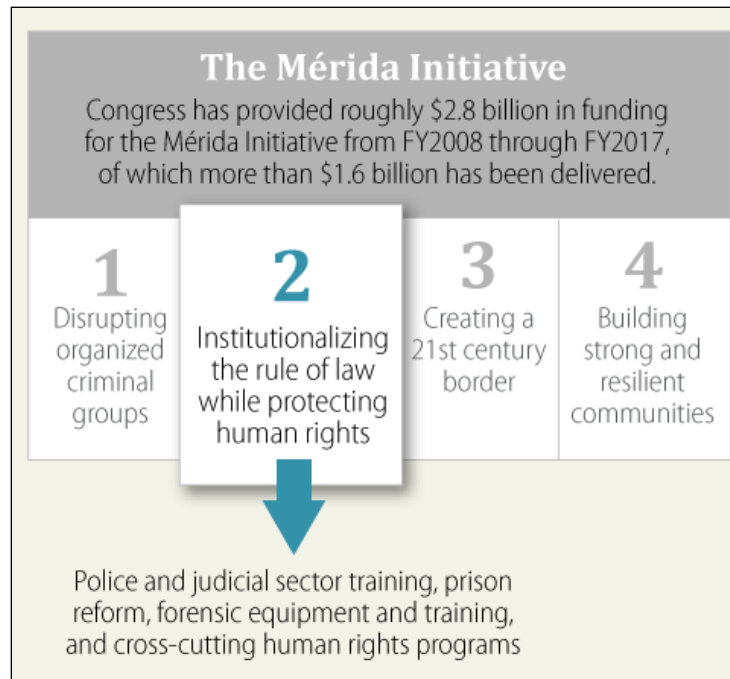 The Mérida Initiative
Congress has provided roughly $2.8 billion in funding
for the Mérida Initiative from FY2008 through FY2017,
of which more than $1.6 billion has been delivered.
1
Disrupting
organized
criminal
groups
2
Institutionalizing
the rule of law
while protecting
human rights
3
Creating a
21st century
border
4
Building
strong and
resilient
communities
Police and judicial sector training, prison
reform, forensic equipment and training,
and cross-cutting human rights programs